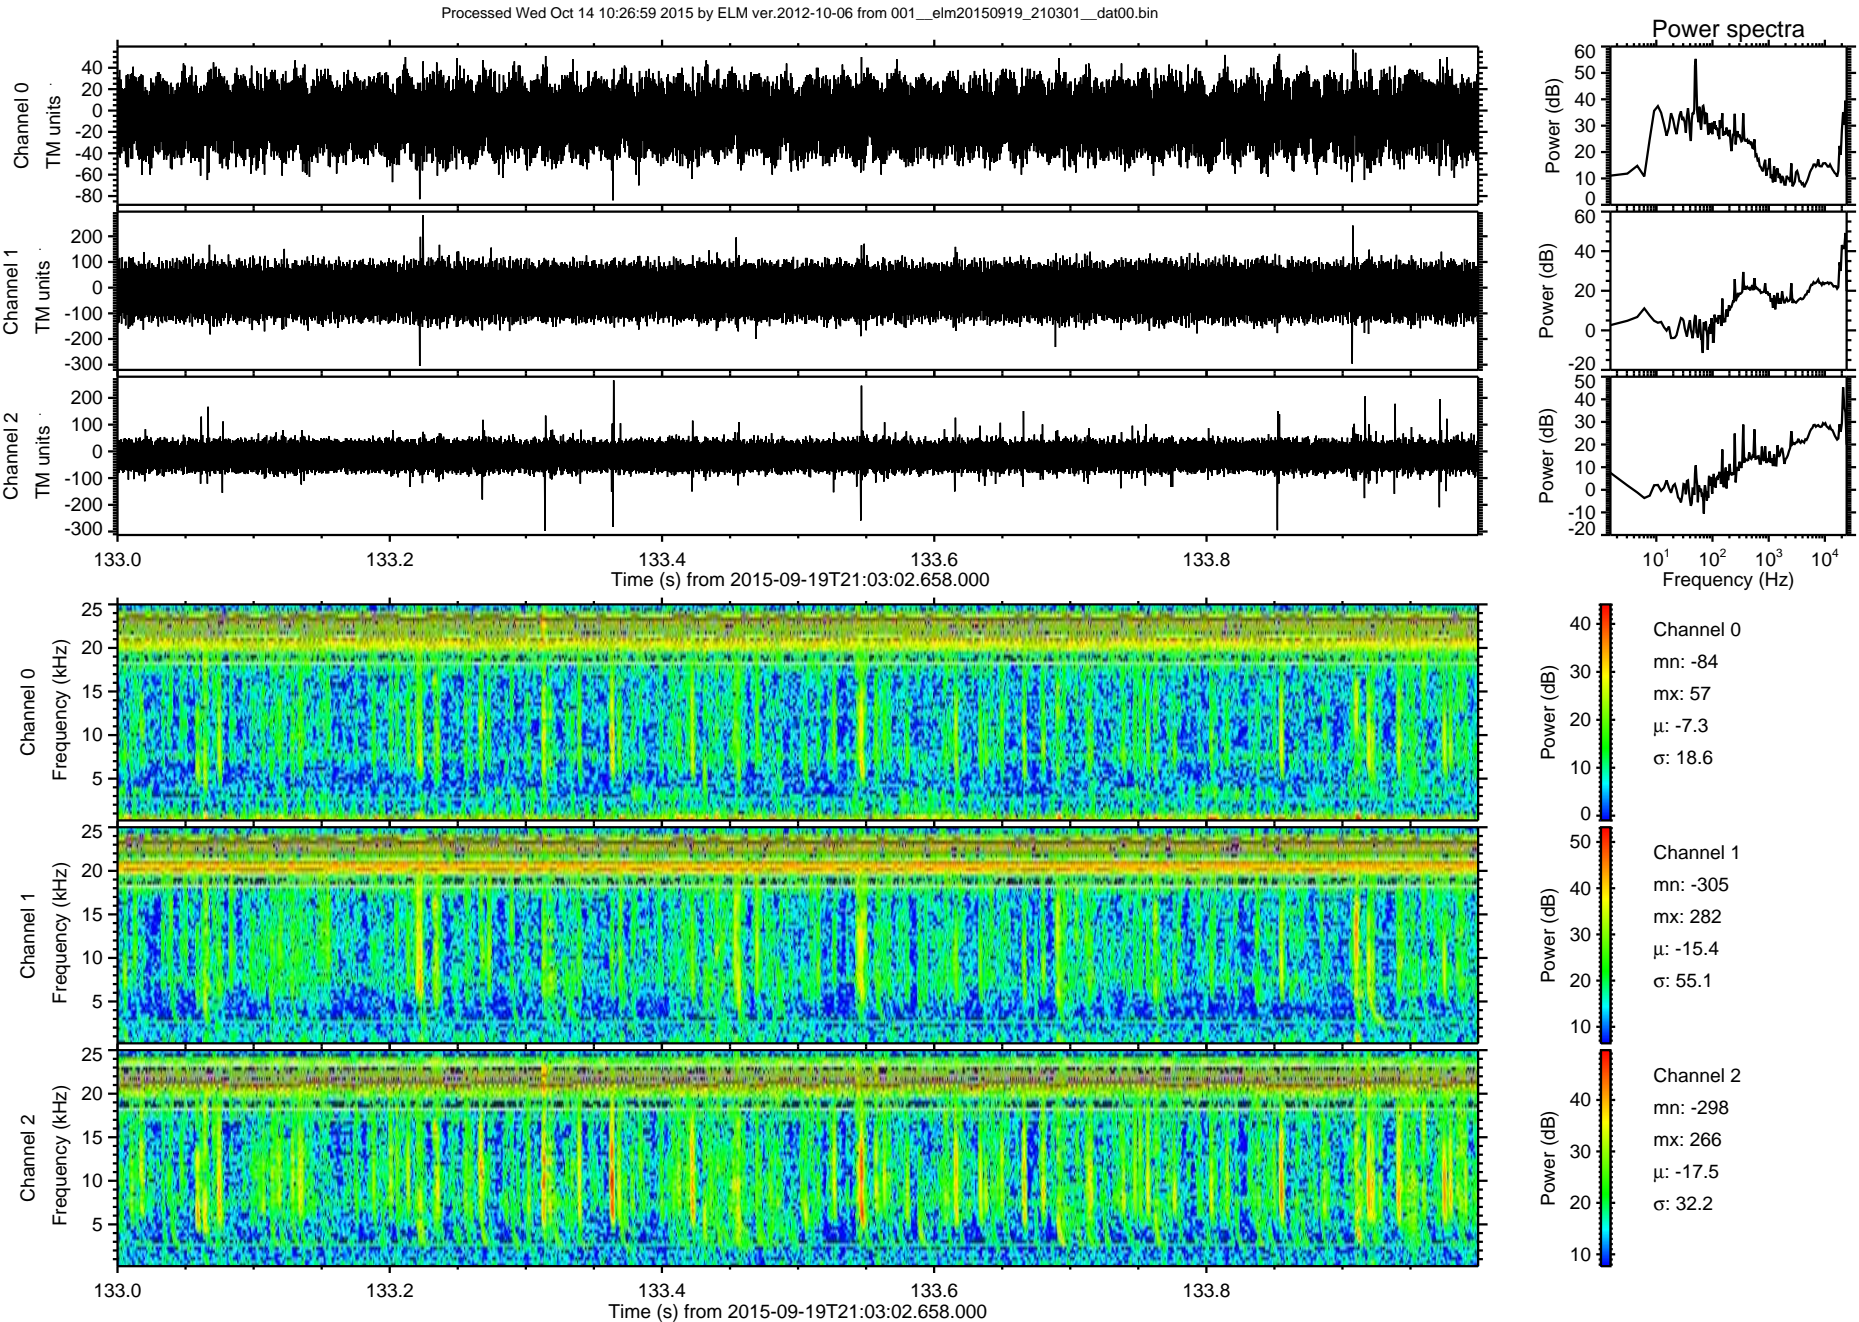 Processed Wed Oct 14 10:26:59 2015 by ELM ver.2012-10-06 from 001__elm20150919_210301__dat00.bin
Power spectra
Channel 0
TM units
40
20
0
-20
-40
-60
-80
Power (dB)
60
50
40
30
20
10
0
Channel 1
TM units
200
100
0
-100
-200
-300
Power (dB)
60
40
20
0
-20
Channel 2
TM units
200
100
0
-100
-200
-300
Power (dB)
50
40
30
20
10
0
-10
-20
133.0 133.2 133.4 133.6 133.8
Time (s) from 2015-09-19T21:03:02.658.000
10¹ 10² 10³ 10⁴
Frequency (Hz)
Channel 0
Frequency (kHz)
25
20
15
10
5
Power (dB)
40
30
20
10
0
Channel 0
mn: -84
mx: 57
μ: -7.3
σ: 18.6
Channel 1
Frequency (kHz)
25
20
15
10
5
Power (dB)
50
40
30
20
10
Channel 1
mn: -305
mx: 282
μ: -15.4
σ: 55.1
Channel 2
Frequency (kHz)
25
20
15
10
5
Power (dB)
40
30
20
10
Channel 2
mn: -298
mx: 266
μ: -17.5
σ: 32.2
133.0 133.2 133.4 133.6 133.8
Time (s) from 2015-09-19T21:03:02.658.000